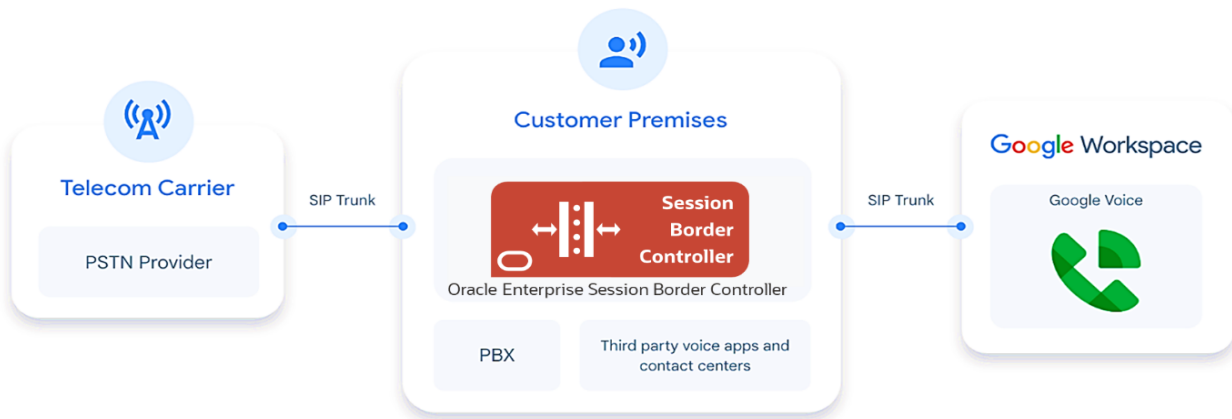 Telecom Carrier
PSTN Provider
SIP Trunk
Customer Premises
Session
Border
Controller
Oracle Enterprise Session Border Controller
PBX
Third party voice apps and
contact centers
SIP Trunk
Google Workspace
Google Voice